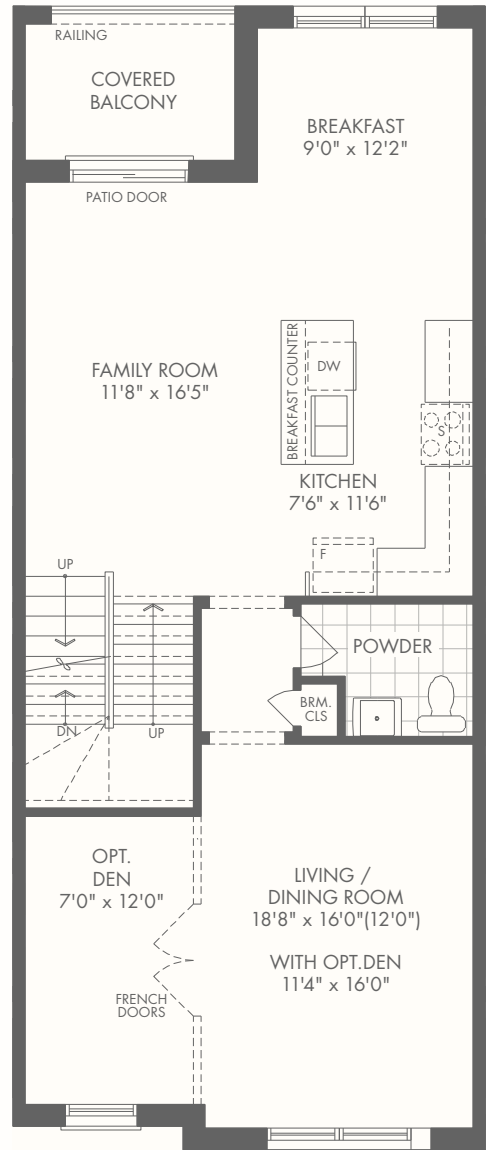 RAILING
COVERED
BALCONY
BREAKFAST
9'0" x 12'2"
PATIO DOOR
FAMILY ROOM
11'8" x 16'5"
BREAKFAST COUNTER
DW
S
KITCHEN
7'6" x 11'6"
F
UP
DN
UP
POWDER
BRM.
CLS
OPT.
DEN
7'0" x 12'0"
FRENCH
DOORS
LIVING /
DINING ROOM
18'8" x 16'0"(12'0")
WITH OPT.DEN
11'4" x 16'0"